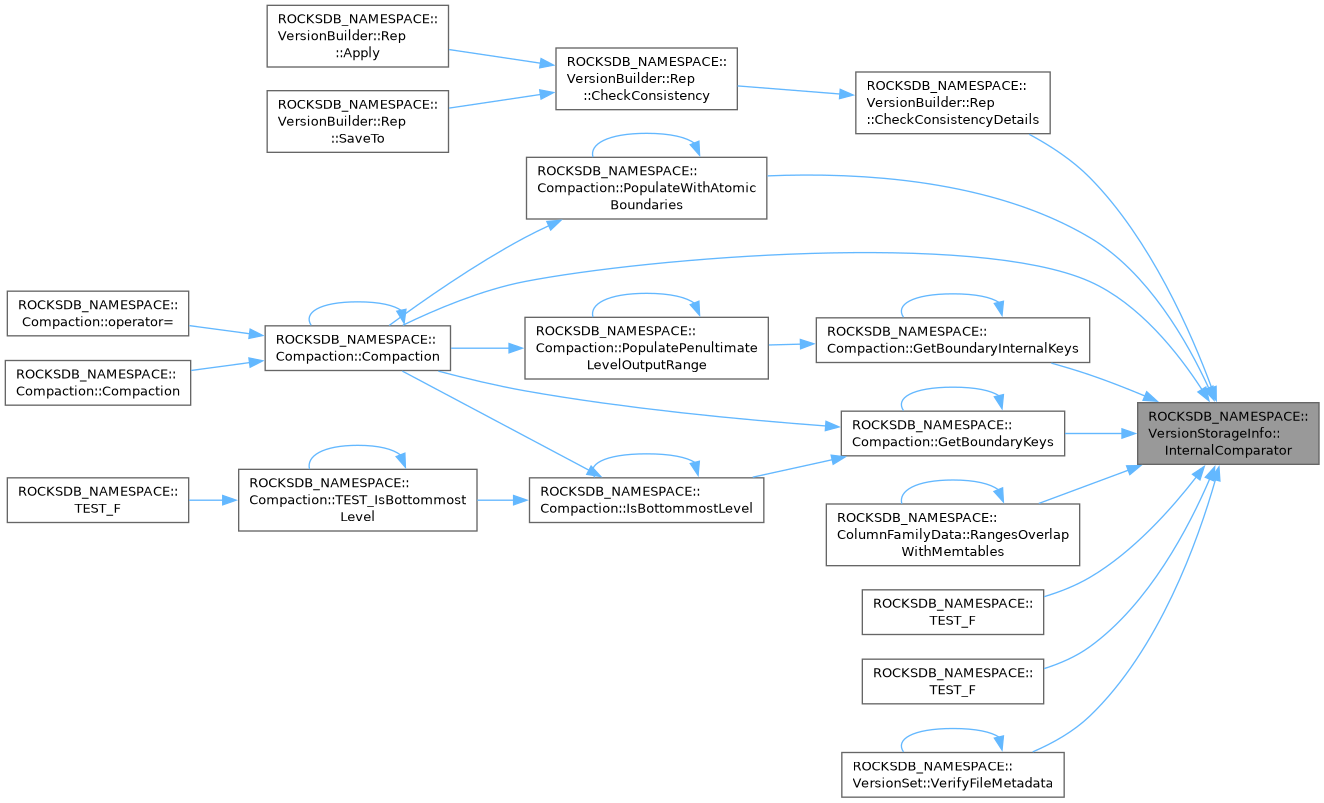 ROCKSDB_NAMESPACE::
VersionBuilder::Rep
::Apply
ROCKSDB_NAMESPACE::
VersionBuilder::Rep
::CheckConsistency
ROCKSDB_NAMESPACE::
VersionBuilder::Rep
::CheckConsistencyDetails
ROCKSDB_NAMESPACE::
VersionBuilder::Rep
::SaveTo
ROCKSDB_NAMESPACE::
Compaction::PopulateWithAtomic
Boundaries
ROCKSDB_NAMESPACE::
Compaction::operator=
ROCKSDB_NAMESPACE::
Compaction::Compaction
ROCKSDB_NAMESPACE::
Compaction::Compaction
ROCKSDB_NAMESPACE::
Compaction::PopulatePenultimate
LevelOutputRange
ROCKSDB_NAMESPACE::
Compaction::GetBoundaryInternalKeys
ROCKSDB_NAMESPACE::
Compaction::GetBoundaryKeys
ROCKSDB_NAMESPACE::
VersionStorageInfo::
InternalComparator
ROCKSDB_NAMESPACE::
TEST_F
ROCKSDB_NAMESPACE::
Compaction::TEST_IsBottommost
Level
ROCKSDB_NAMESPACE::
Compaction::IsBottommostLevel
ROCKSDB_NAMESPACE::
ColumnFamilyData::RangesOverlap
WithMemtables
ROCKSDB_NAMESPACE::
TEST_F
ROCKSDB_NAMESPACE::
TEST_F
ROCKSDB_NAMESPACE::
VersionSet::VerifyFileMetadata